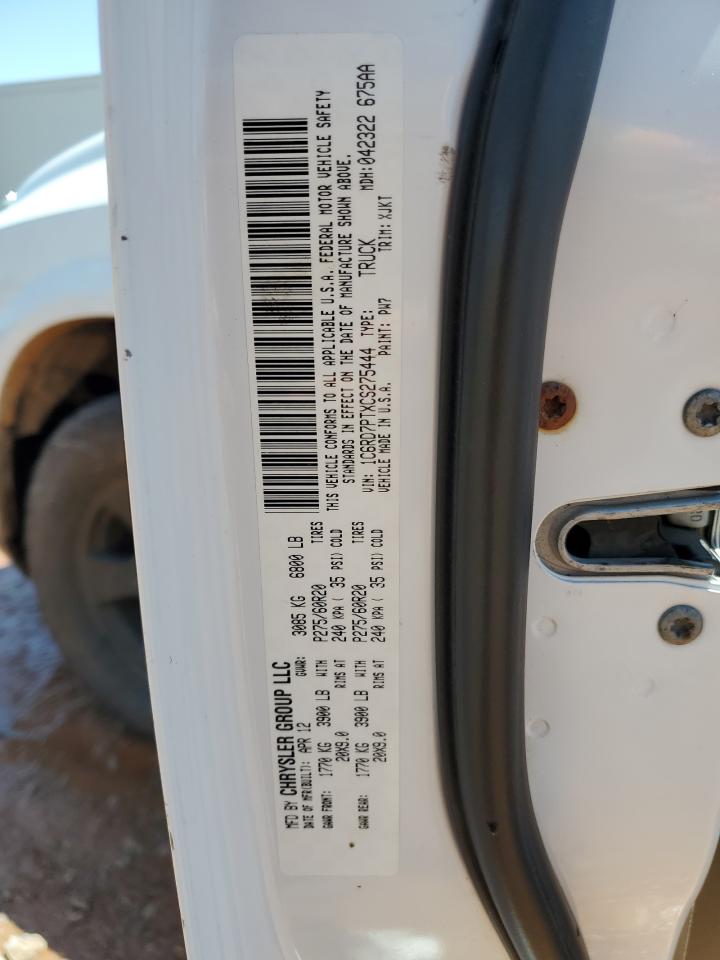 MFD BY CHRYSLER GROUP LLC
DATE OF MFR(BUILT): APR 12 GVWR: 3085 KG 6800 LB
GAWR FRONT: 1770 KG 3900 LB WITH P275/60R20 TIRES
20X9.0 RIMS AT 240 KPA ( 35 PSI) COLD
GAWR REAR: 1770 KG 3900 LB WITH P275/60R20 TIRES
20X9.0 RIMS AT 240 KPA ( 35 PSI) COLD
THIS VEHICLE CONFORMS TO ALL APPLICABLE U.S.A. FEDERAL MOTOR VEHICLE SAFETY
STANDARDS IN EFFECT ON THE DATE OF MANUFACTURE SHOWN ABOVE.
VIN: 1C6RD7PTXCS275444 TYPE: TRUCK MDH:042322 675AA
VEHICLE MADE IN U.S.A. PAINT: PW7 TRIM: XJKT